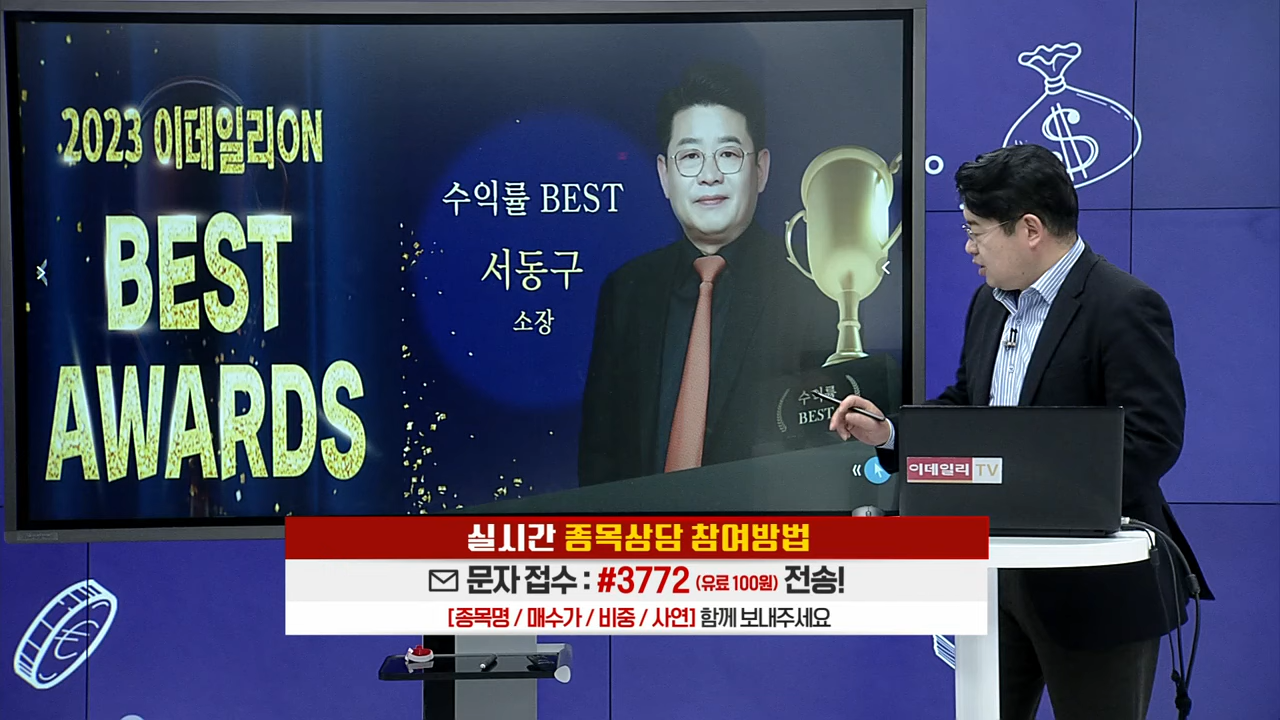 2023 이데일리ON
BEST
AWARDS
수익률 BEST
서동구
소장
수익률
BEST
이데일리 TV
실시간 종목상담 참여방법
문자 접수 : #3772 (유료 100원) 전송!
[종목명 / 매수가 / 비중 / 사연] 함께 보내주세요